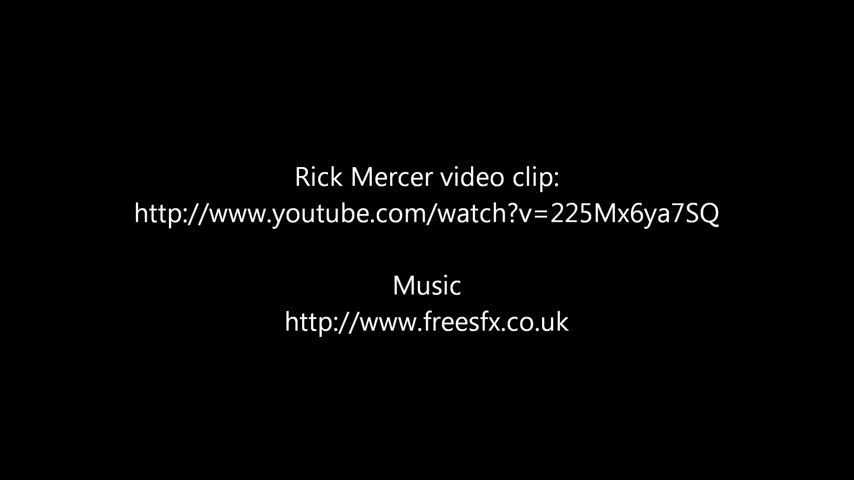 Rick Mercer video clip:
http://www.youtube.com/watch?v=225Mx6ya7SQ
Music
http://www.freesfx.co.uk